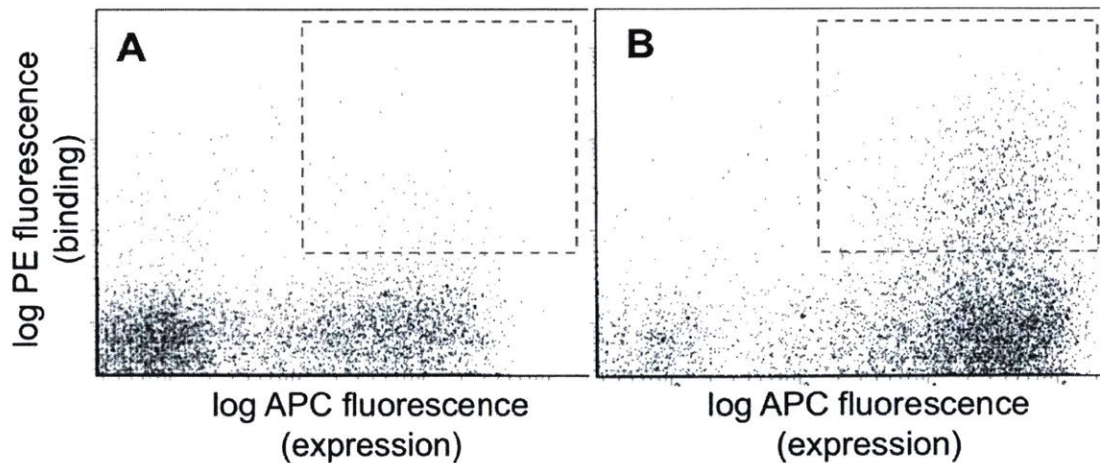 A
B
log PE fluorescence
(binding)
log APC fluorescence
(expression)
log APC fluorescence
(expression)